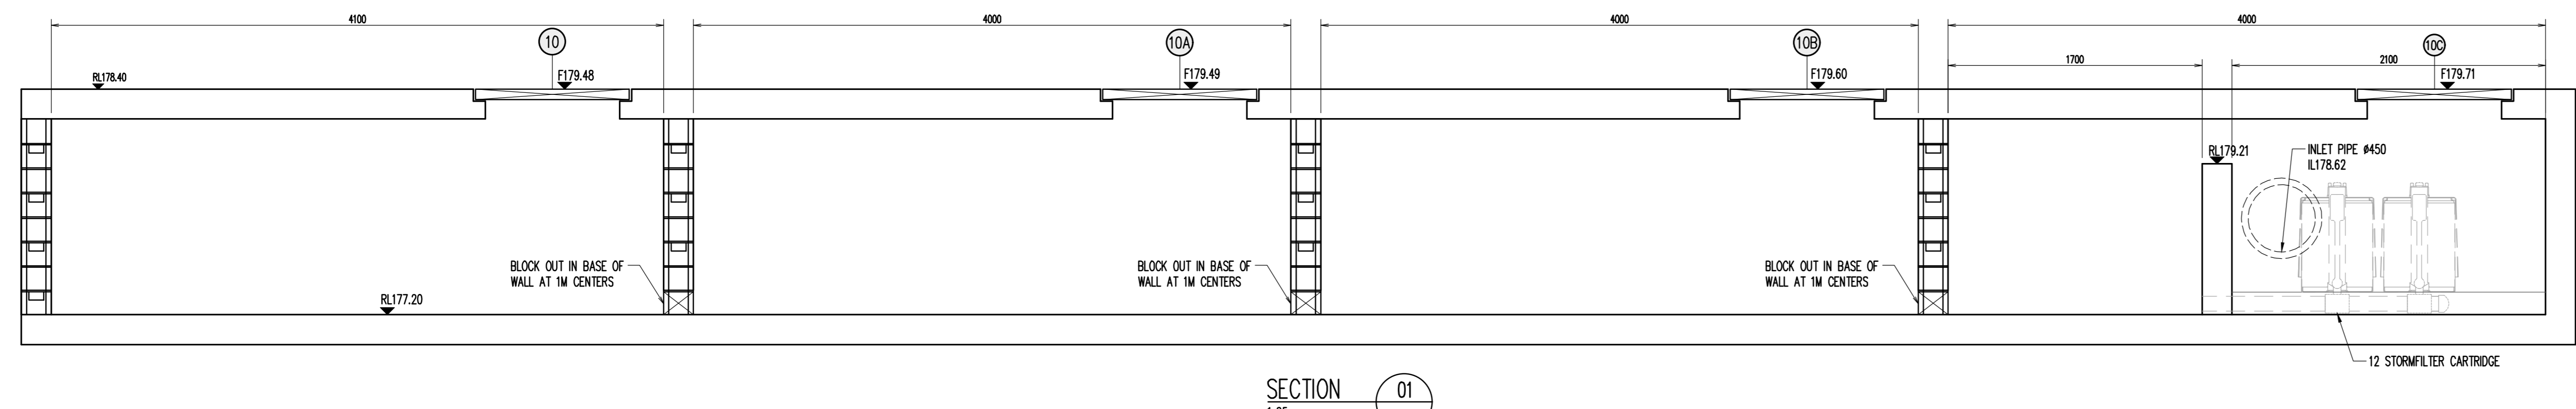 4100
4000
4000
4000
10
10A
10B
10C
1700
2100
RL178.40
F179.48
F179.49
F179.60
F179.71
RL179.21
INLET PIPE Ø450
IL178.62
BLOCK OUT IN BASE OF
WALL AT 1M CENTERS
BLOCK OUT IN BASE OF
WALL AT 1M CENTERS
BLOCK OUT IN BASE OF
WALL AT 1M CENTERS
RL177.20
12 STORMFILTER CARTRIDGE
SECTION
01